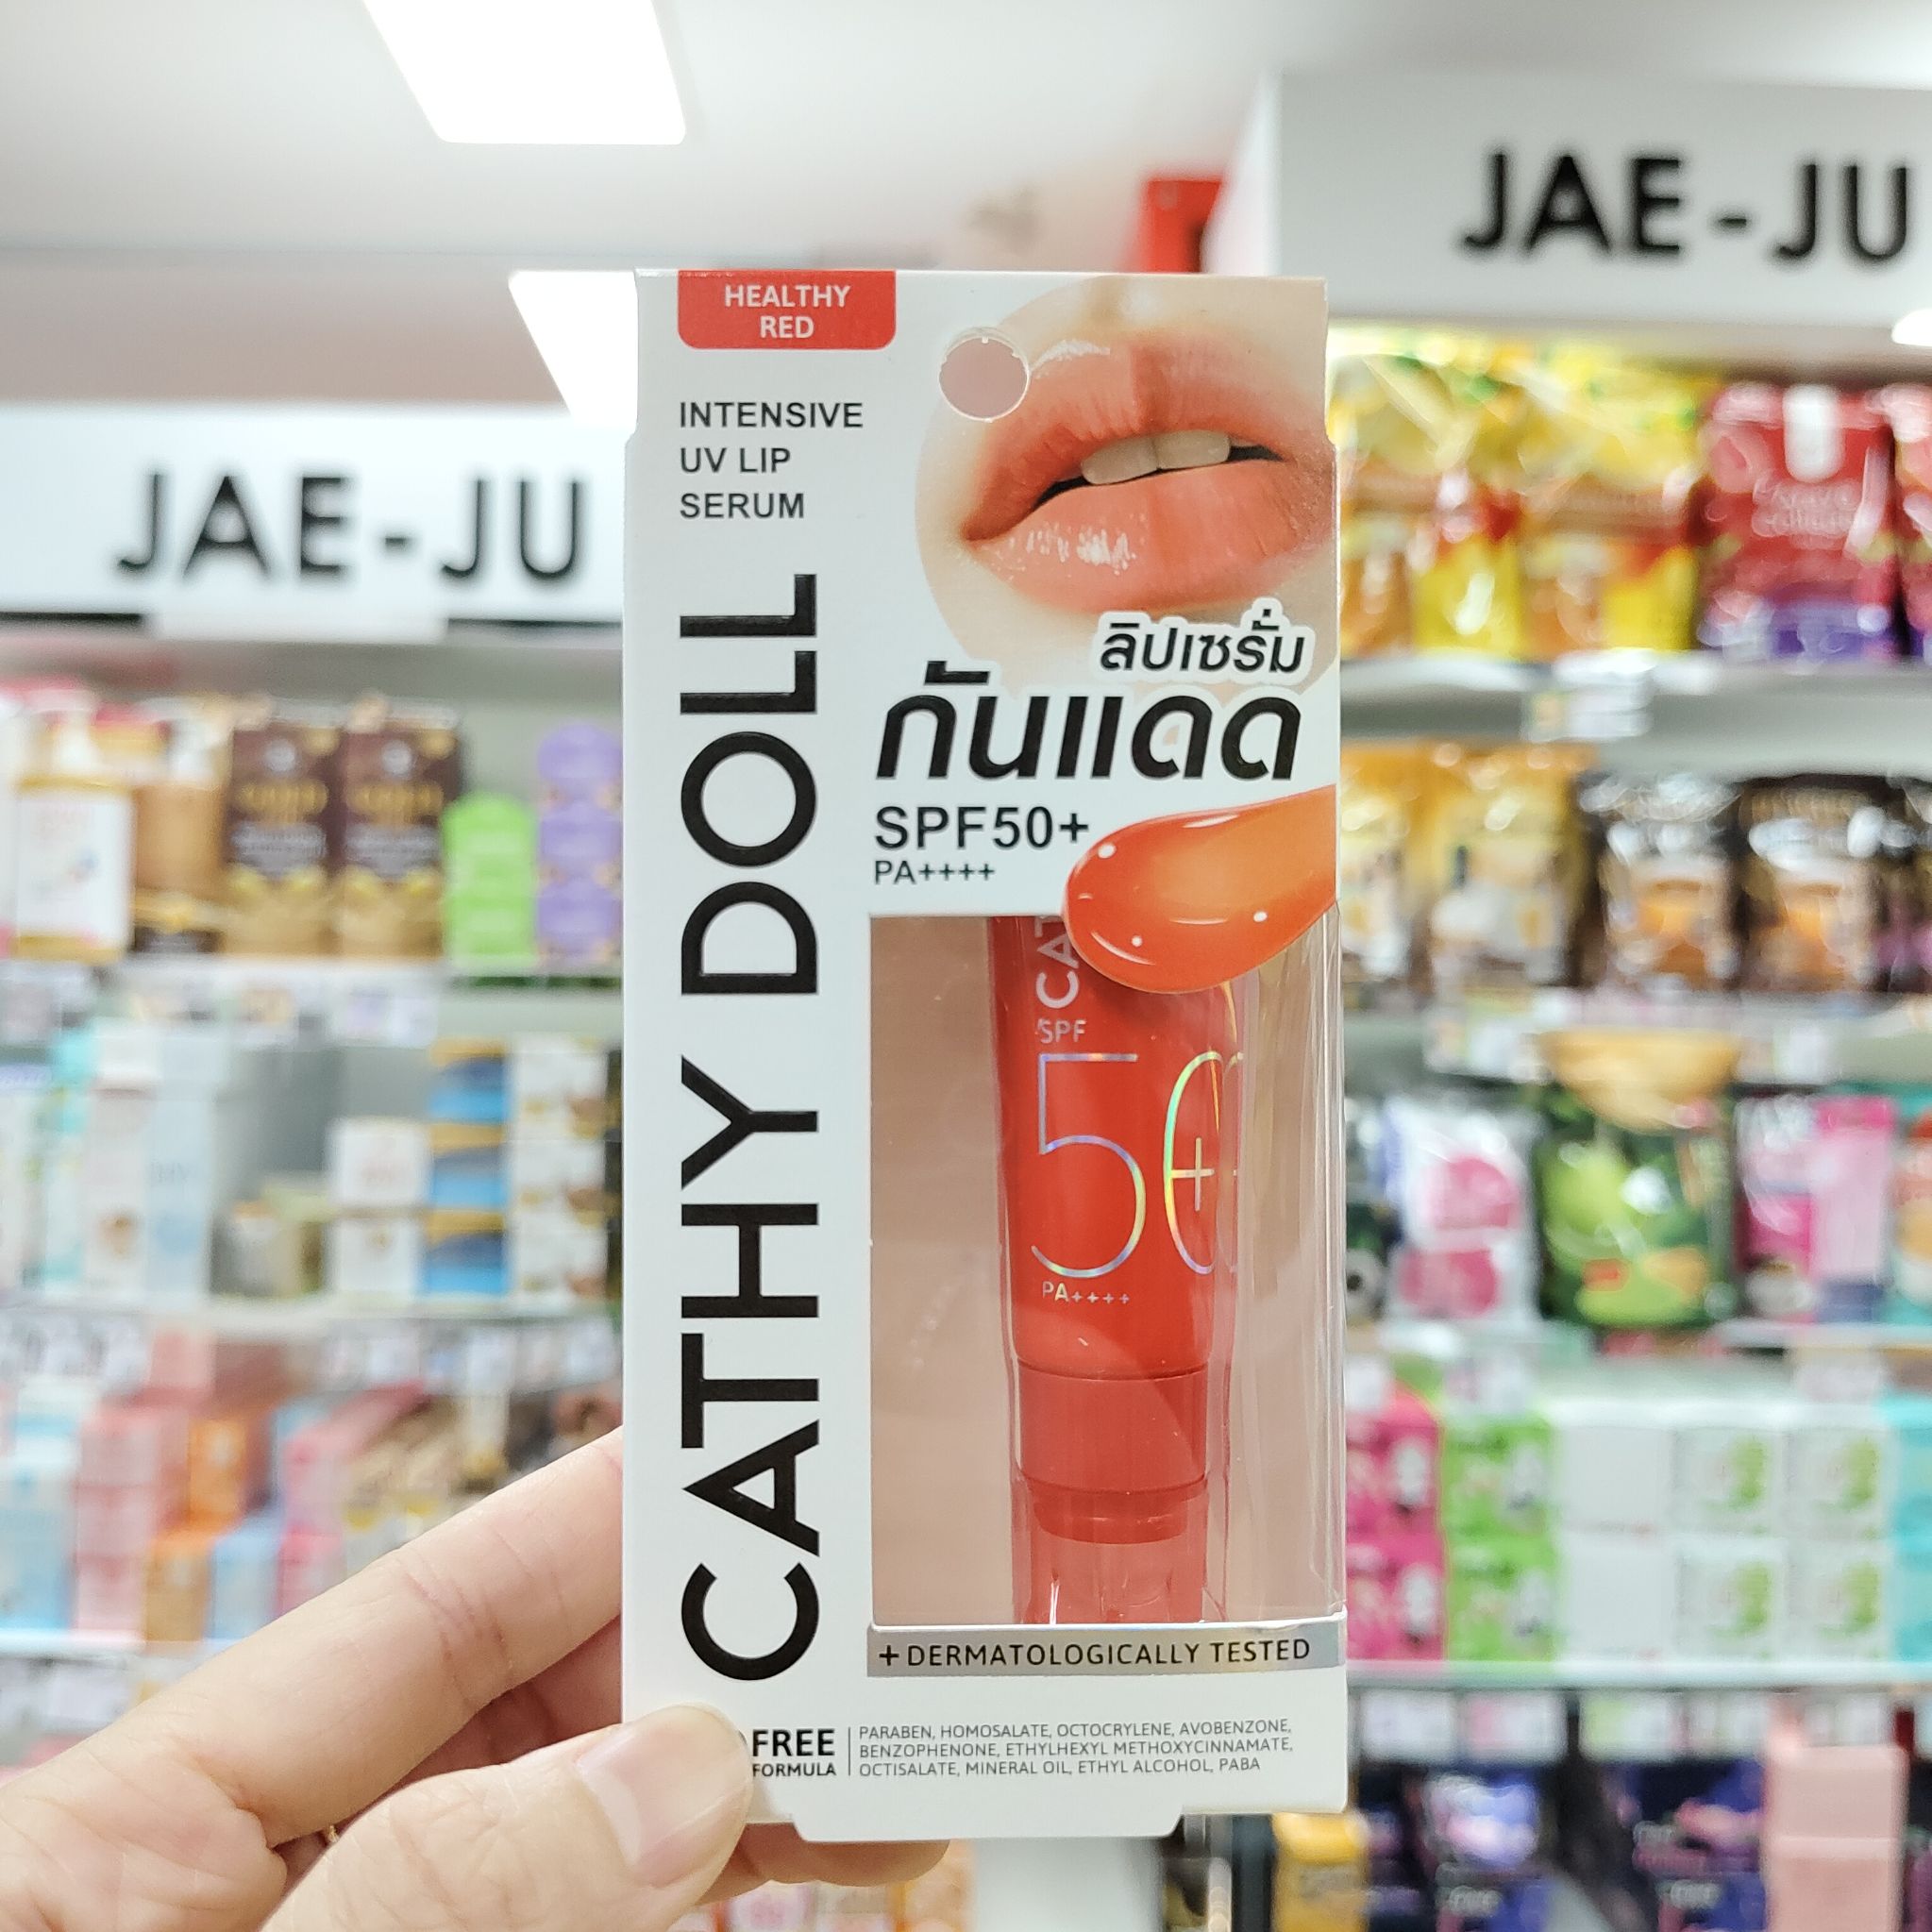 JAE-JU
JAE-JU
HEALTHY
RED
INTENSIVE
UV LIP
SERUM
CATHY DOLL
ลิปเซรั่ม
กันแดด
SPF50+
PA++++
CAT
SPF
50+
PA++++
+DERMATOLOGICALLY TESTED
FREE
FORMULA
PARABEN, HOMOSALATE, OCTOCRYLENE, AVOBENZONE,
BENZOPHENONE, ETHYLHEXYL METHOXYCINNAMATE,
OCTISALATE, MINERAL OIL, ETHYL ALCOHOL, PABA